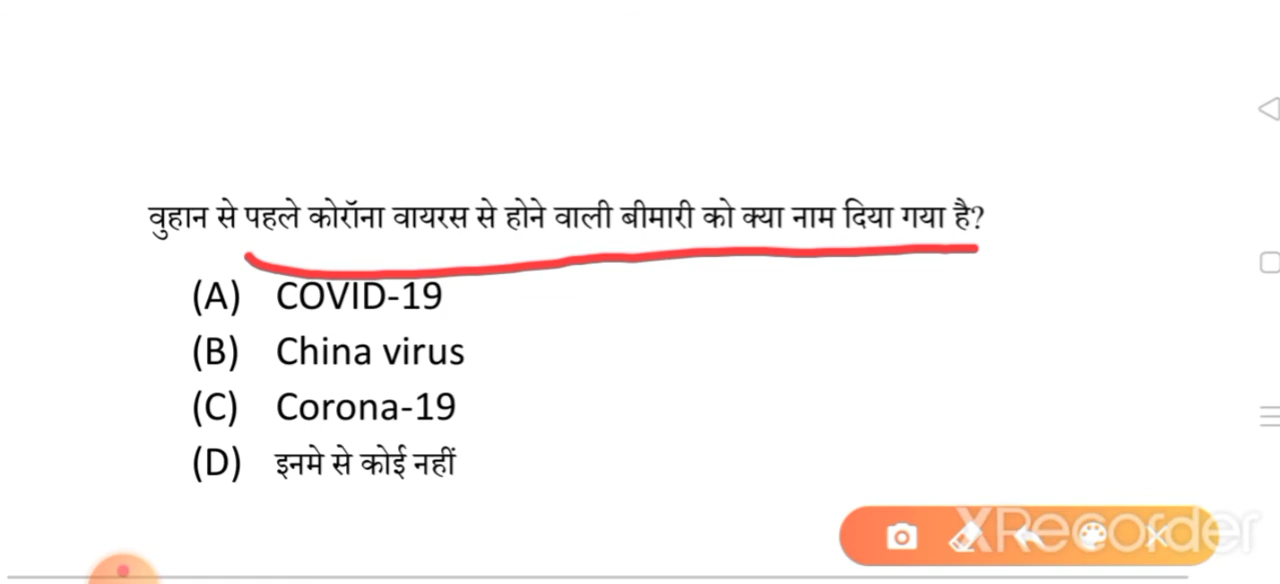 वुहान से पहले कोरॉना वायरस से होने वाली बीमारी को क्या नाम दिया गया है?
(A) COVID-19
(B) China virus
(C) Corona-19
(D) इनमे से कोई नहीं
XRecorder